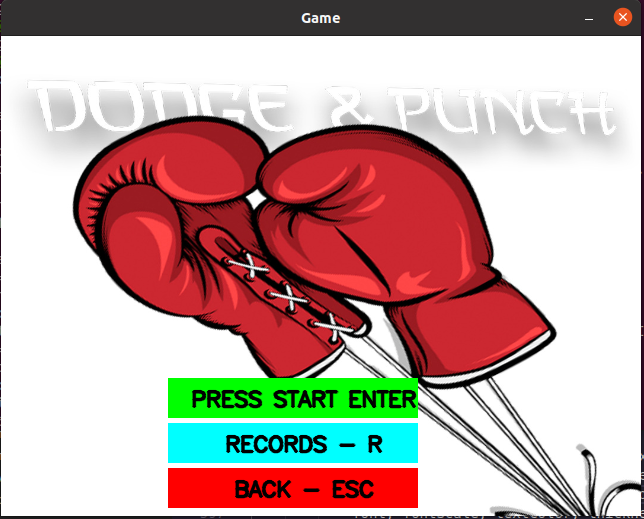 Game
DODGE & PUNCH
PRESS START ENTER
RECORDS – R
BACK – ESC